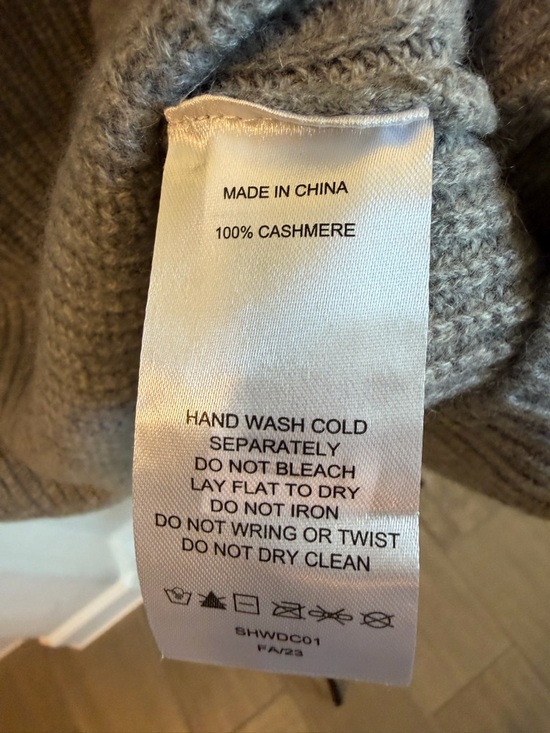 MADE IN CHINA
100% CASHMERE
HAND WASH COLD
SEPARATELY
DO NOT BLEACH
LAY FLAT TO DRY
DO NOT IRON
DO NOT WRING OR TWIST
DO NOT DRY CLEAN
SHWDC01
FA/23